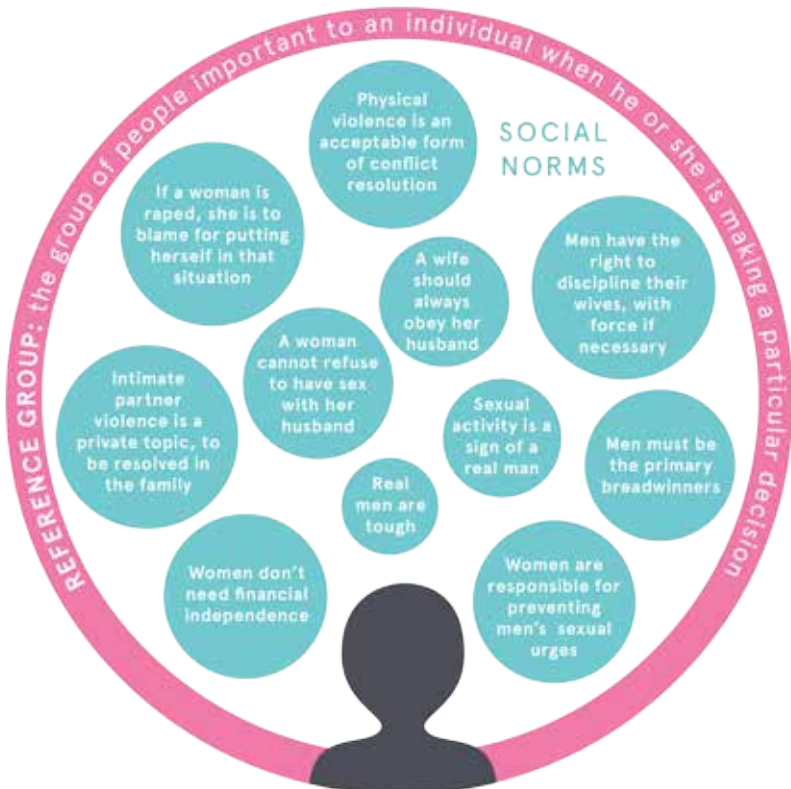 REFERENCE GROUP: the group of people important to an individual when he or she is making a particular decision
SOCIAL
NORMS
Physical
violence is an
acceptable form
of conflict
resolution
If a woman is
raped, she is to
blame for putting
herself in that
situation
A wife
should
always
obey her
husband
Men have the
right to
discipline their
wives, with
force if
necessary
A woman
cannot refuse
to have sex
with her
husband
Intimate
partner
violence is a
private topic, to
be resolved in
the family
Sexual
activity is a
sign of a
real man
Men must be
the primary
breadwinners
Real
men are
tough
Women don't
need financial
independence
Women are
responsible for
preventing
men's sexual
urges